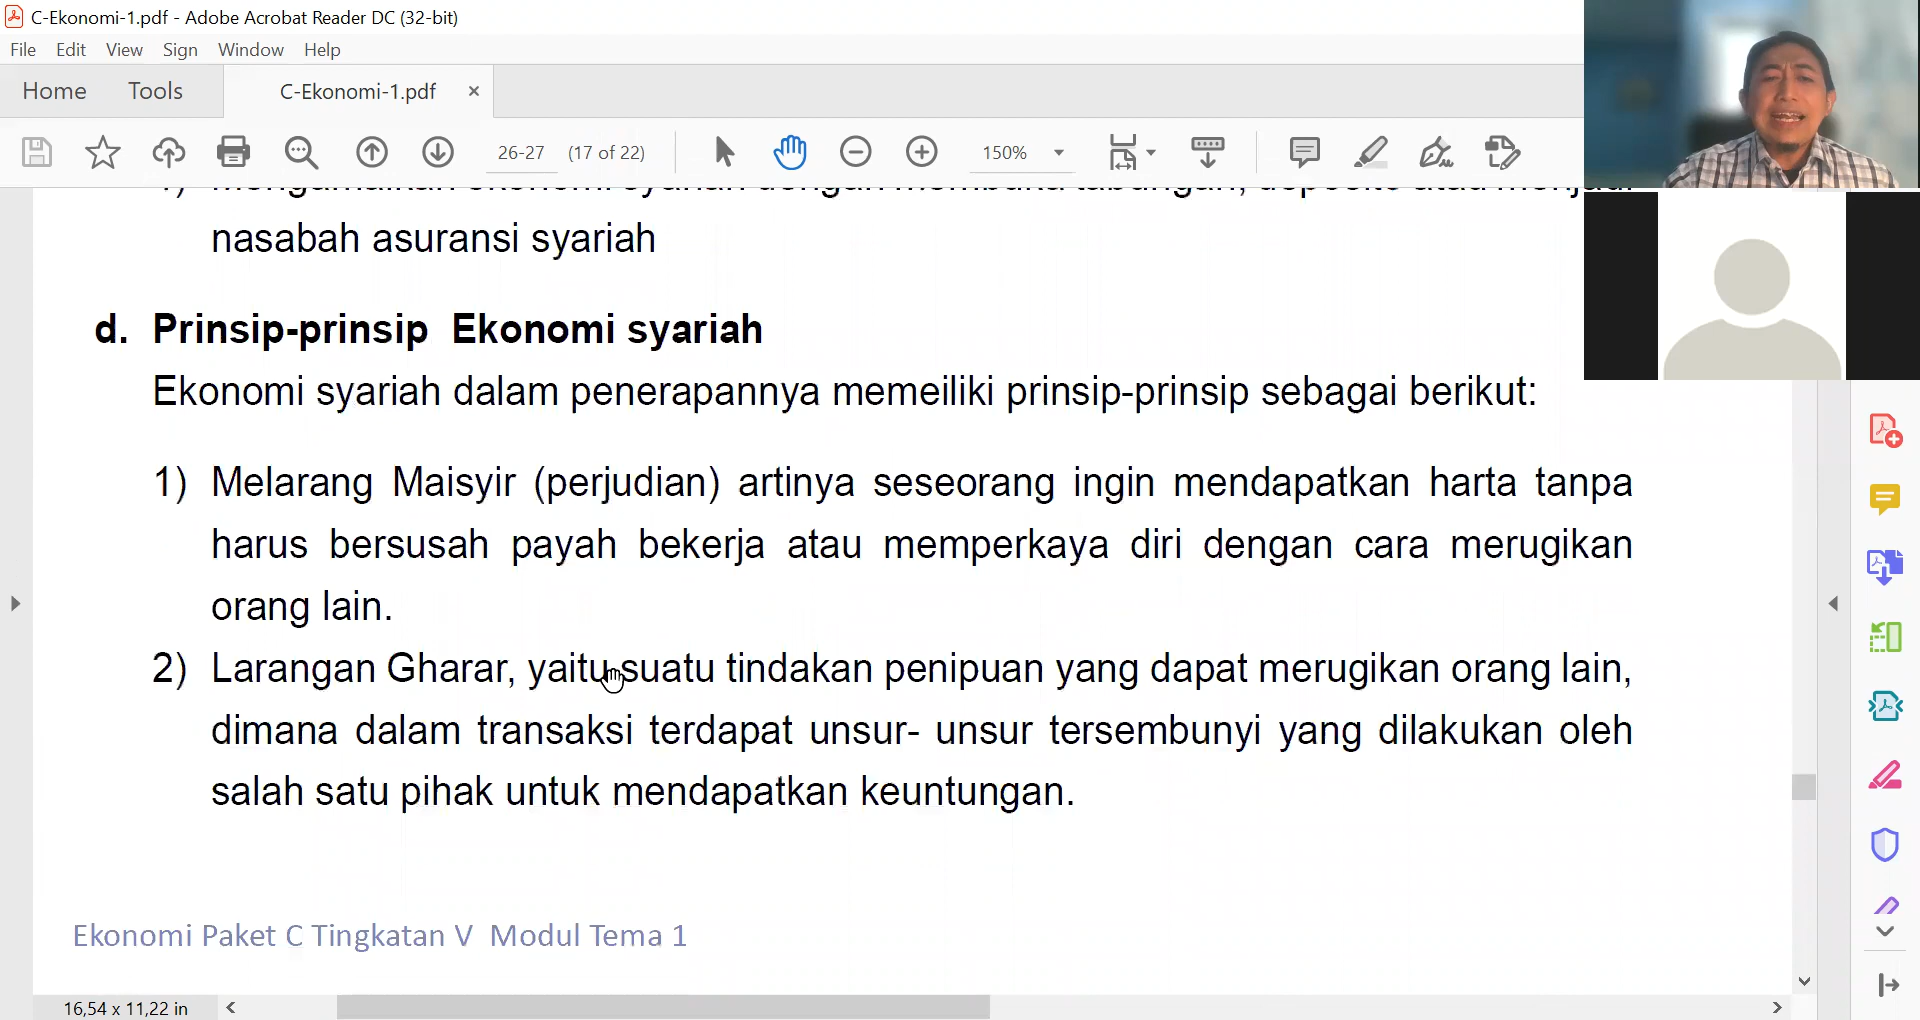 C-Ekonomi-1.pdf - Adobe Acrobat Reader DC (32-bit)
File Edit View Sign Window Help
Home Tools C-Ekonomi-1.pdf ×
26-27 (17 of 22) 150%
nasabah asuransi syariah
d. Prinsip-prinsip Ekonomi syariah
Ekonomi syariah dalam penerapannya memeiliki prinsip-prinsip sebagai berikut:
1) Melarang Maisyir (perjudian) artinya seseorang ingin mendapatkan harta tanpa
harus bersusah payah bekerja atau memperkaya diri dengan cara merugikan
orang lain.
2) Larangan Gharar, yaitu suatu tindakan penipuan yang dapat merugikan orang lain,
dimana dalam transaksi terdapat unsur- unsur tersembunyi yang dilakukan oleh
salah satu pihak untuk mendapatkan keuntungan.
Ekonomi Paket C Tingkatan V Modul Tema 1
16,54 x 11,22 in